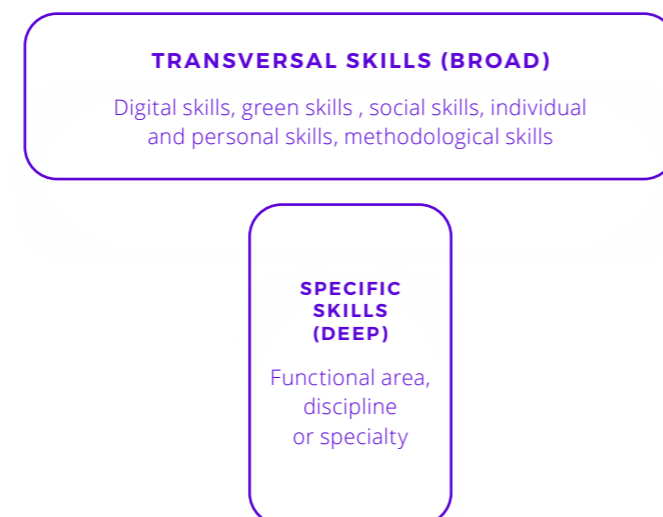 TRANSVERSAL SKILLS (BROAD)
Digital skills, green skills , social skills, individual
and personal skills, methodological skills
SPECIFIC
SKILLS
(DEEP)
Functional area,
discipline
or specialty